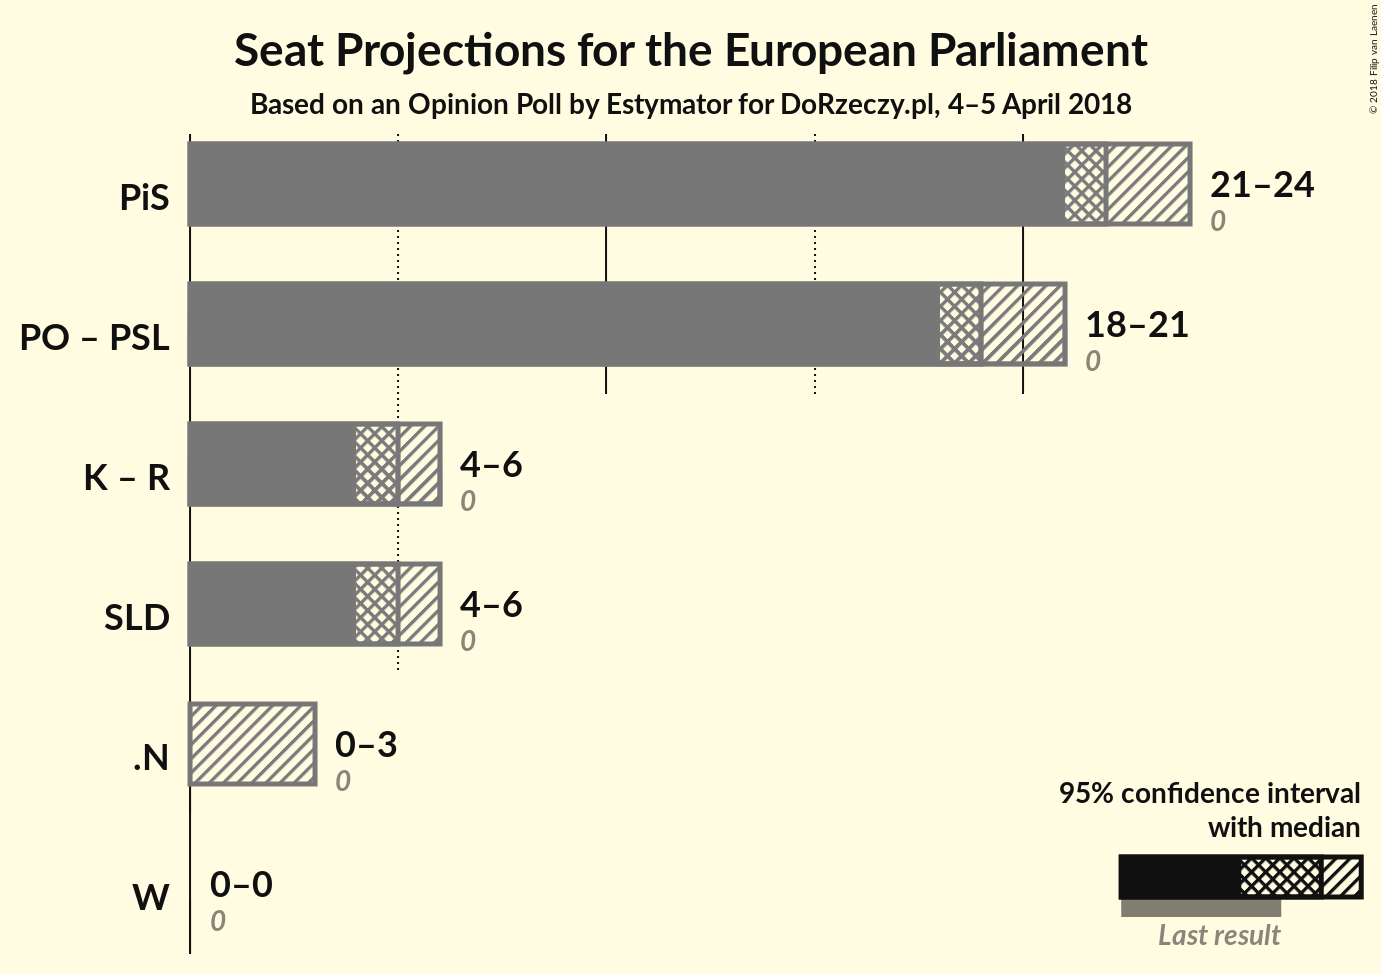 Seat Projections for the European Parliament
Based on an Opinion Poll by Estymator for DoRzeczy.pl, 4–5 April 2018
© 2018 Filip van Laenen
PiS
21–24
0
PO – PSL
18–21
0
K – R
4–6
0
SLD
4–6
0
.N
0–3
0
W
0–0
0
95% confidence interval
with median
Last result